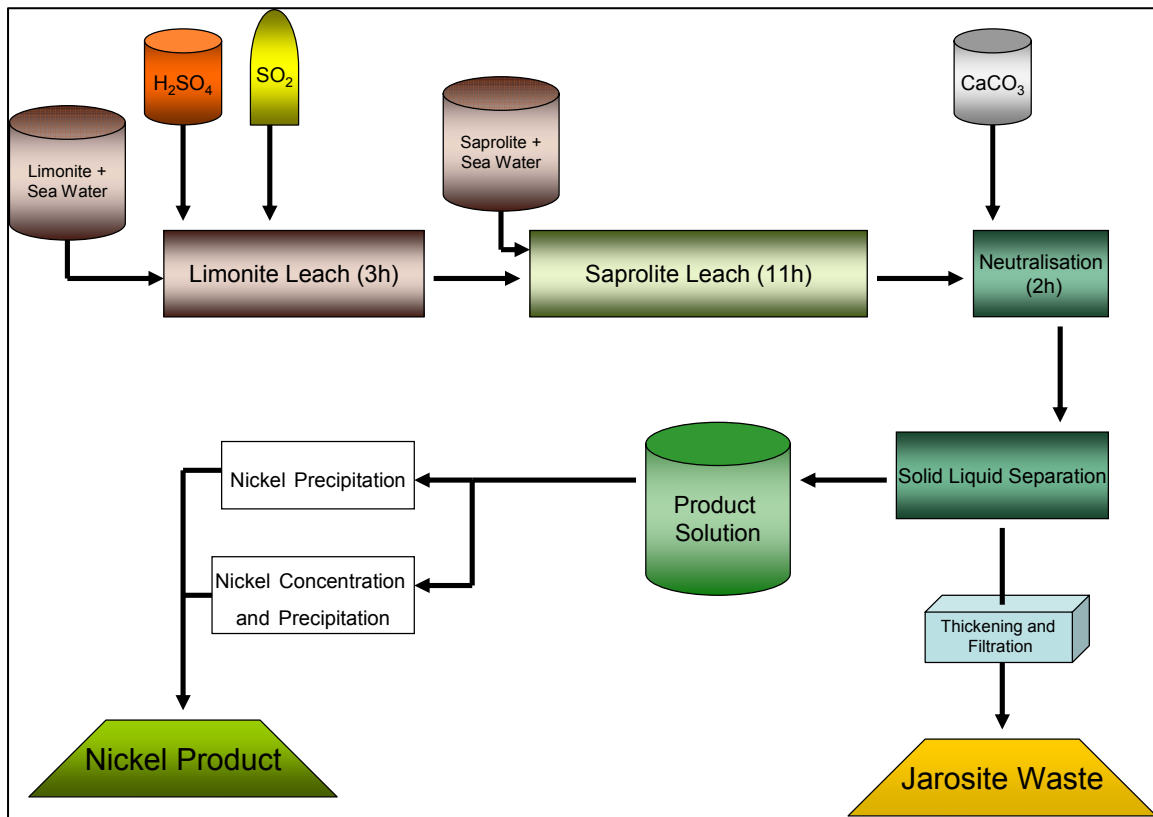 H₂SO₄
SO₂
CaCO₃
Limonite +
Sea Water
Saprolite +
Sea Water
Limonite Leach (3h)
Saprolite Leach (11h)
Neutralisation
(2h)
Nickel Precipitation
Product
Solution
Solid Liquid Separation
Nickel Concentration
and Precipitation
Thickening and
Filtration
Nickel Product
Jarosite Waste